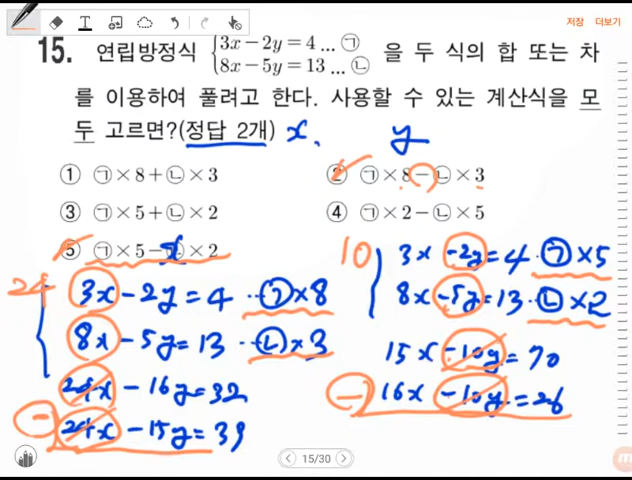 저장 더보기
15. 연립방정식 {3x-2y=4 … ㉠ 을 두 식의 합 또는 차
{8x-5y=13 … ㉡
를 이용하여 풀려고 한다. 사용할 수 있는 계산식을 모
두 고르면?(정답 2개) x, y
① ㉠×8+㉡×3
② ㉠×8-㉡×3
③ ㉠×5+㉡×2
④ ㉠×2-㉡×5
⑤ ㉠×5-㉡×2
24
3x-2y=4 …㉠×8
8x-5y=13 …㉡×3
24x-16y=32
- 24x-15y=39
10
3x-2y=4 ㉠×5
8x-5y=13 ㉡×2
15x-10y=70
- 16x-10y=26
15/30